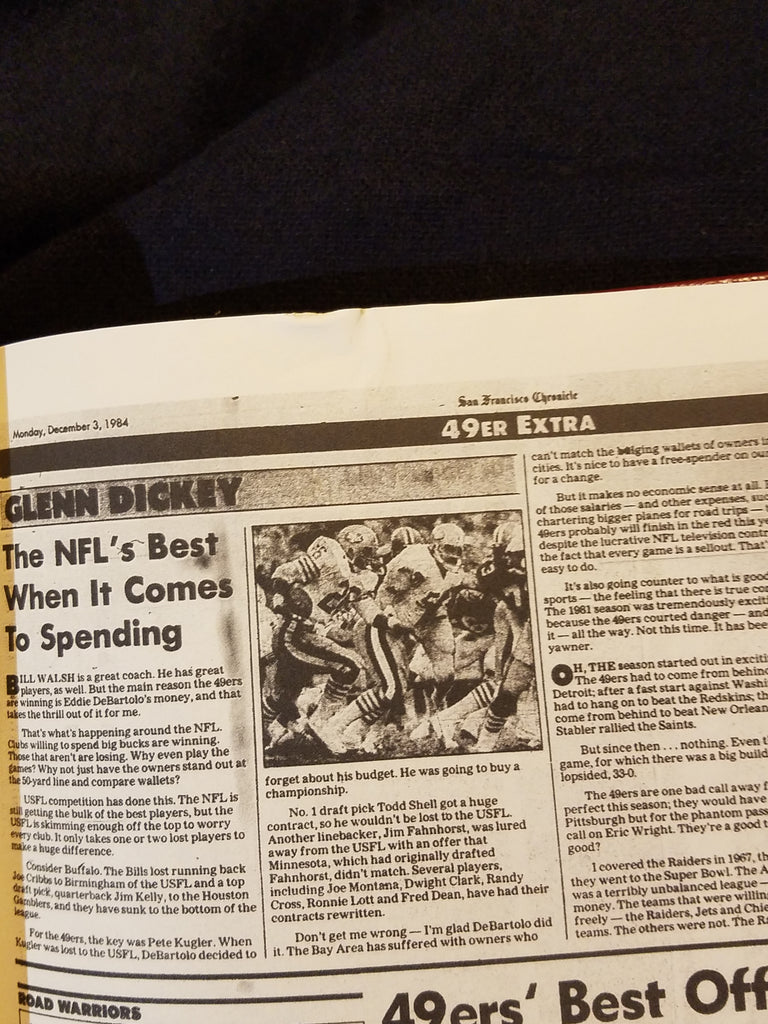 Monday, December 3, 1984
San Francisco Chronicle
49ER EXTRA
GLENN DICKEY
The NFL's Best
When It Comes
To Spending
BILL WALSH is a great coach. He has great
players, as well. But the main reason the 49ers
are winning is Eddie DeBartolo's money, and that
takes the thrill out of it for me.
That's what's happening around the NFL.
Clubs willing to spend big bucks are winning.
Those that aren't are losing. Why even play the
games? Why not just have the owners stand out at
the 50-yard line and compare wallets?
USFL competition has done this. The NFL is
still getting the bulk of the best players, but the
USFL is skimming enough off the top to worry
every club. It only takes one or two lost players to
make a huge difference.
Consider Buffalo. The Bills lost running back
Joe Cribbs to Birmingham of the USFL and a top
draft pick, quarterback Jim Kelly, to the Houston
Gamblers, and they have sunk to the bottom of the
league.
For the 49ers, the key was Pete Kugler. When
Kugler was lost to the USFL, DeBartolo decided to
forget about his budget. He was going to buy a
championship.
No. 1 draft pick Todd Shell got a huge
contract, so he wouldn't be lost to the USFL.
Another linebacker, Jim Fahnhorst, was lured
away from the USFL with an offer that
Minnesota, which had originally drafted
Fahnhorst, didn't match. Several players,
including Joe Montana, Dwight Clark, Randy
Cross, Ronnie Lott and Fred Dean, have had their
contracts rewritten.
Don't get me wrong — I'm glad DeBartolo did
it. The Bay Area has suffered with owners who
can't match the bulging wallets of owners in
cities. It's nice to have a free-spender on ou
for a change.
But it makes no economic sense at all.
of those salaries — and other expenses, suc
chartering bigger planes for road trips —
49ers probably will finish in the red this ye
despite the lucrative NFL television contr
the fact that every game is a sellout. That'
easy to do.
It's also going counter to what is good
sports — the feeling that there is true co
The 1981 season was tremendously exciti
because the 49ers courted danger — and
it — all the way. Not this time. It has bee
yawner.
OH, THE season started out in exciti
The 49ers had to come from behin
Detroit; after a fast start against Washi
had to hang on to beat the Redskins; th
come from behind to beat New Orlean
Stabler rallied the Saints.
But since then . . . nothing. Even t
game, for which there was a big build
lopsided, 33-0.
The 49ers are one bad call away f
perfect this season; they would have
Pittsburgh but for the phantom pass
call on Eric Wright. They're a good t
good?
I covered the Raiders in 1967, th
they went to the Super Bowl. The A
was a terribly unbalanced league —
money. The teams that were willin
freely — the Raiders, Jets and Chie
teams. The others were not. The R
ROAD WARRIORS
49ers' Best Off